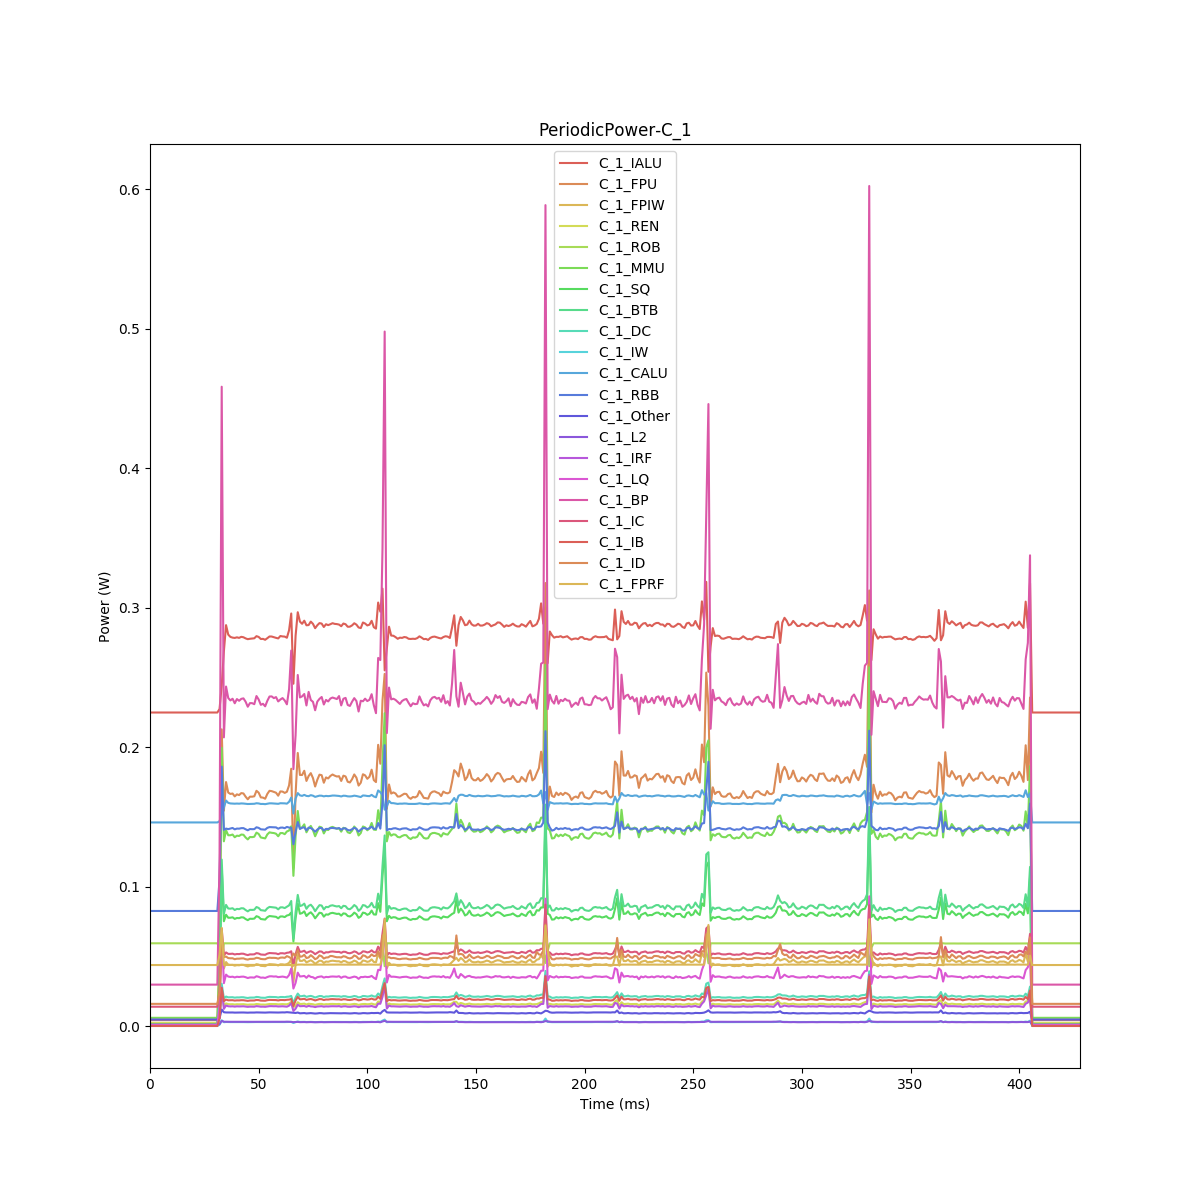 PeriodicPower-C_1
C_1_IALU
C_1_FPU
C_1_FPIW
C_1_REN
C_1_ROB
C_1_MMU
C_1_SQ
C_1_BTB
C_1_DC
C_1_IW
C_1_CALU
C_1_RBB
C_1_Other
C_1_L2
C_1_IRF
C_1_LQ
C_1_BP
C_1_IC
C_1_IB
C_1_ID
C_1_FPRF
Power (W)
0.6
0.5
0.4
0.3
0.2
0.1
0.0
0 50 100 150 200 250 300 350 400
Time (ms)